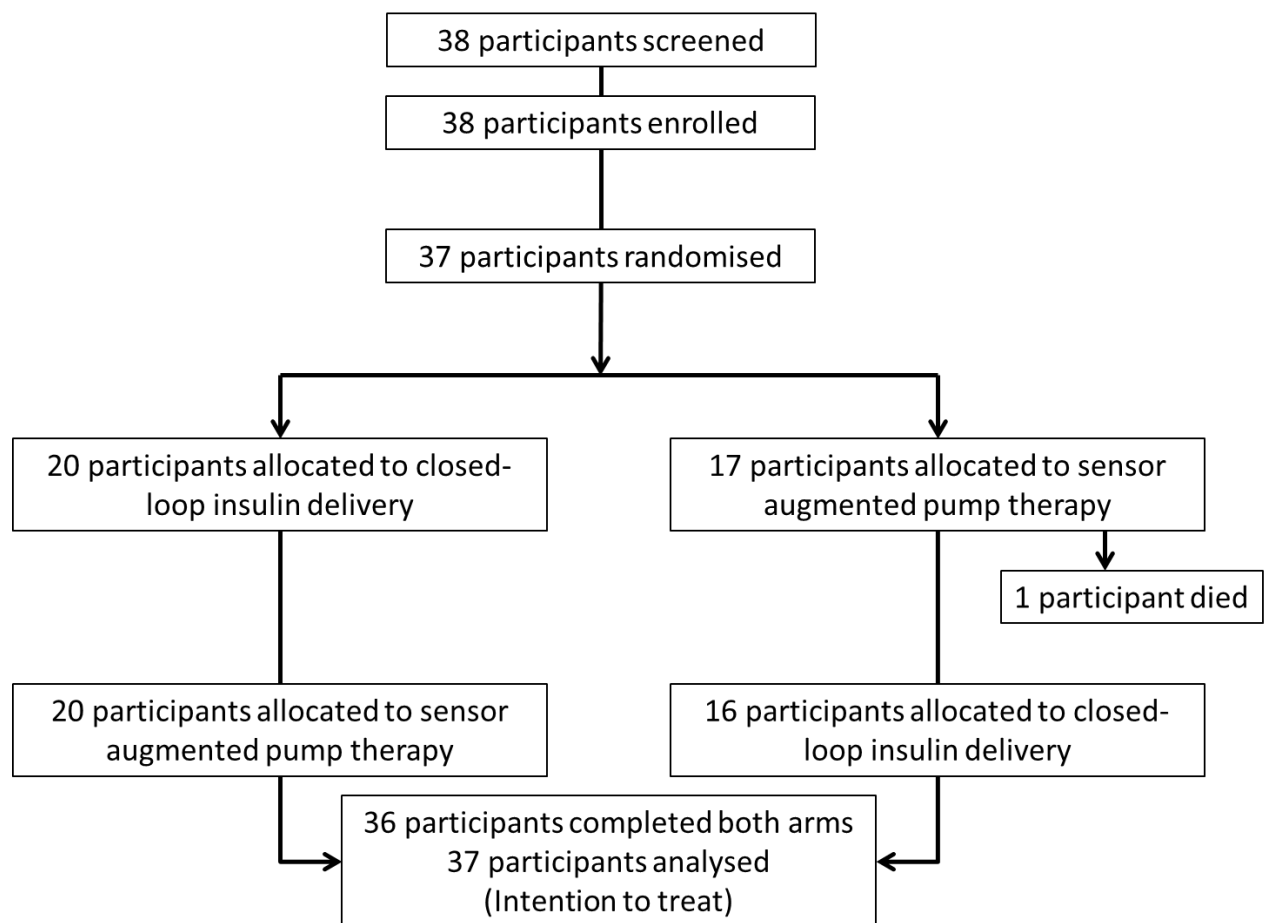 38 participants screened
38 participants enrolled
37 participants randomised
20 participants allocated to closed-
loop insulin delivery
17 participants allocated to sensor
augmented pump therapy
1 participant died
20 participants allocated to sensor
augmented pump therapy
16 participants allocated to closed-
loop insulin delivery
36 participants completed both arms
37 participants analysed
(Intention to treat)